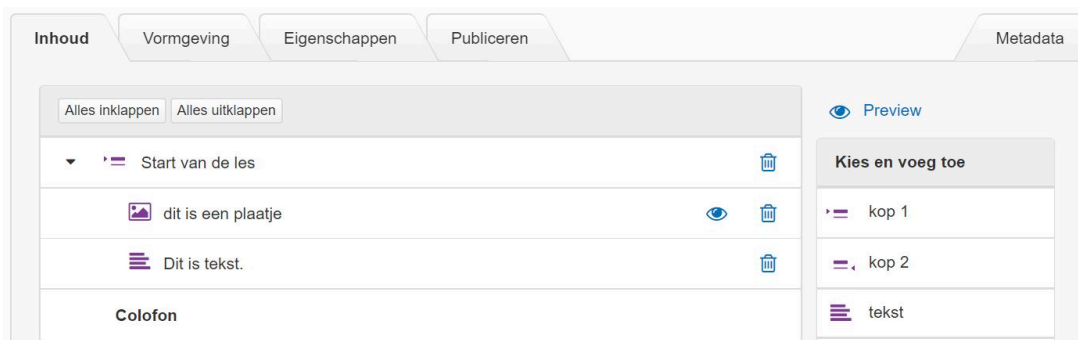 Inhoud Vormgeving Eigenschappen Publiceren Metadata
Alles inklappen Alles uitklappen
Start van de les
dit is een plaatje
Dit is tekst.
Colofon
Preview
Kies en voeg toe
kop 1
kop 2
tekst